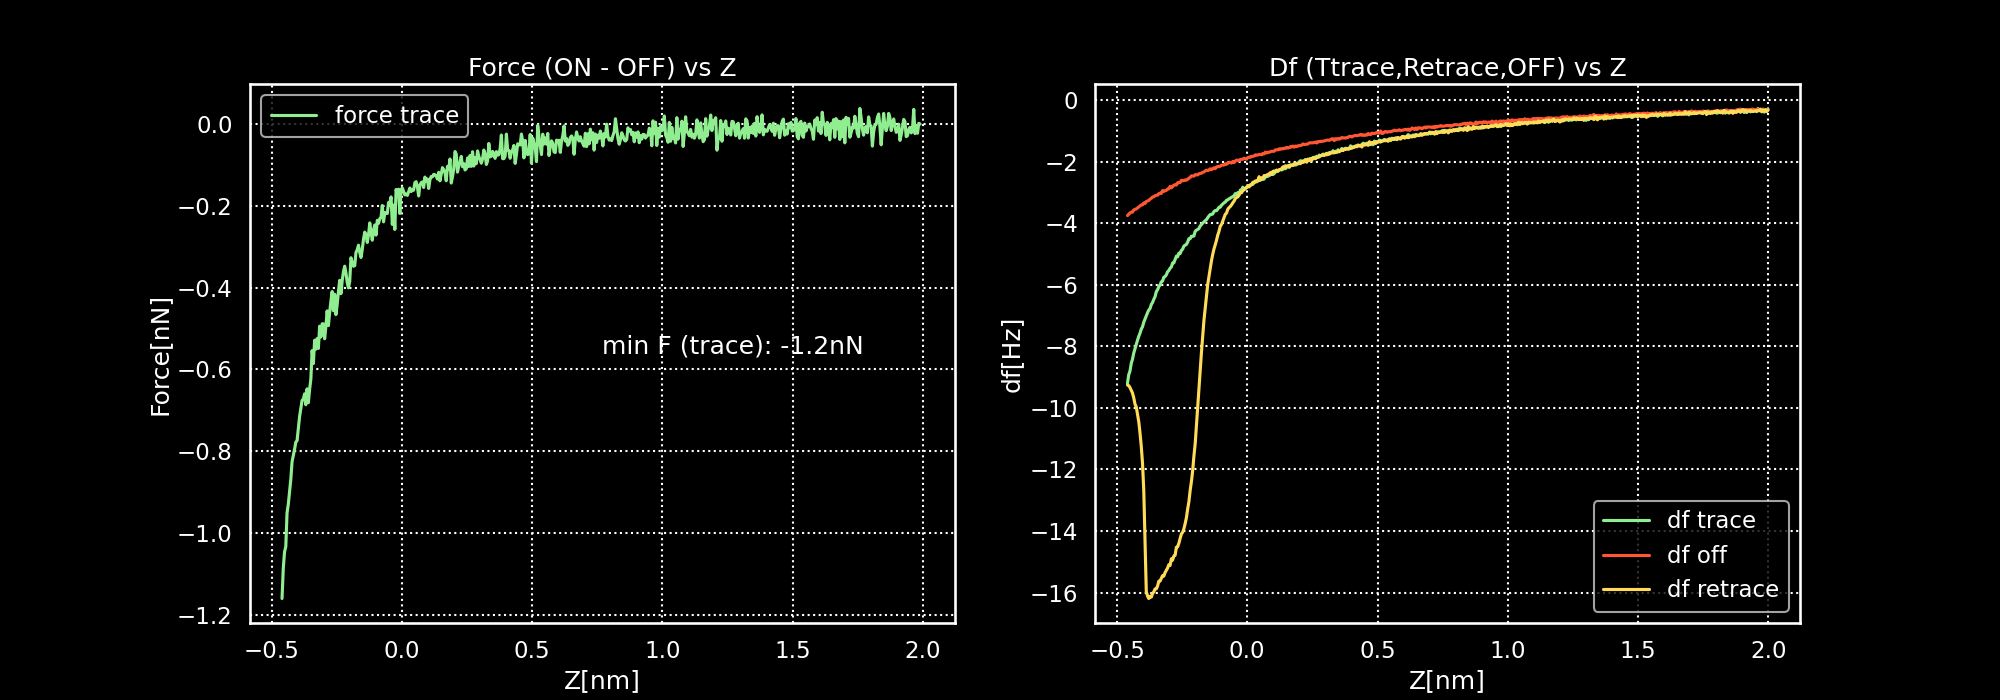 Force (ON - OFF) vs Z
force trace
0.0
−0.2
−0.4
−0.6
−0.8
−1.0
−1.2
Force[nN]
min F (trace): -1.2nN
−0.5
0.0
0.5
1.0
1.5
2.0
Z[nm]
Df (Ttrace,Retrace,OFF) vs Z
0
−2
−4
−6
−8
−10
−12
−14
−16
df[Hz]
df trace
df off
df retrace
−0.5
0.0
0.5
1.0
1.5
2.0
Z[nm]